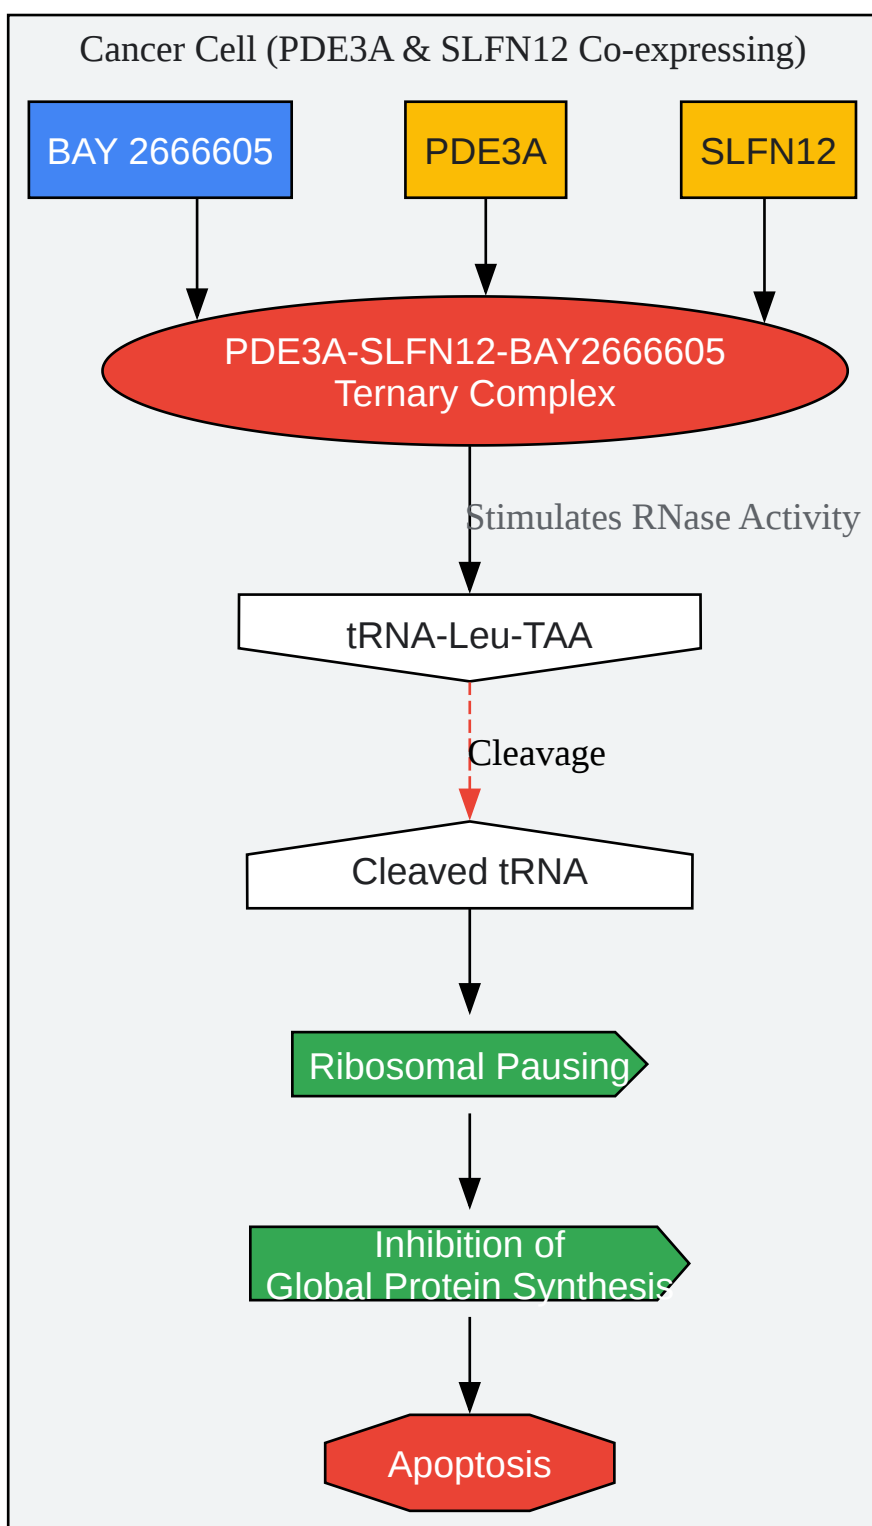 Cancer Cell (PDE3A & SLFN12 Co-expressing)
BAY 2666605
PDE3A
SLFN12
PDE3A-SLFN12-BAY2666605
Ternary Complex
Stimulates RNase Activity
tRNA-Leu-TAA
Cleavage
Cleaved tRNA
Ribosomal Pausing
Inhibition of
Global Protein Synthesis
Apoptosis